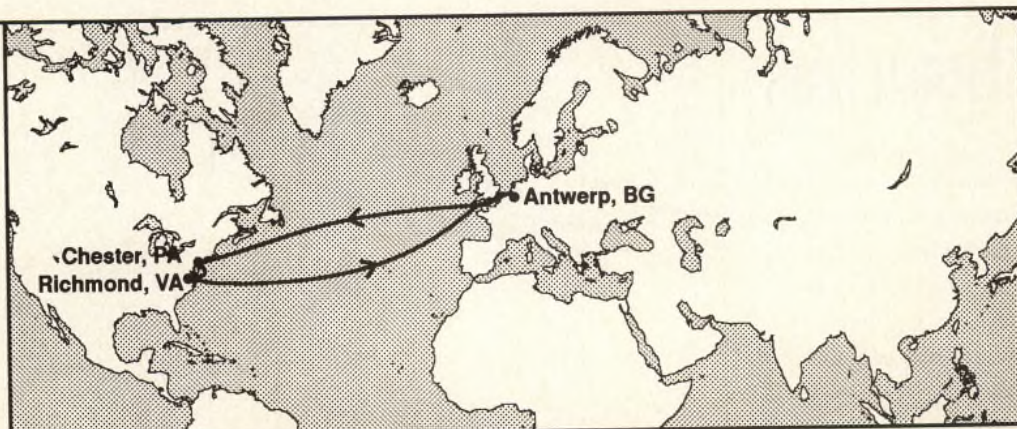 Antwerp, BG
Chester, PA
Richmond, VA